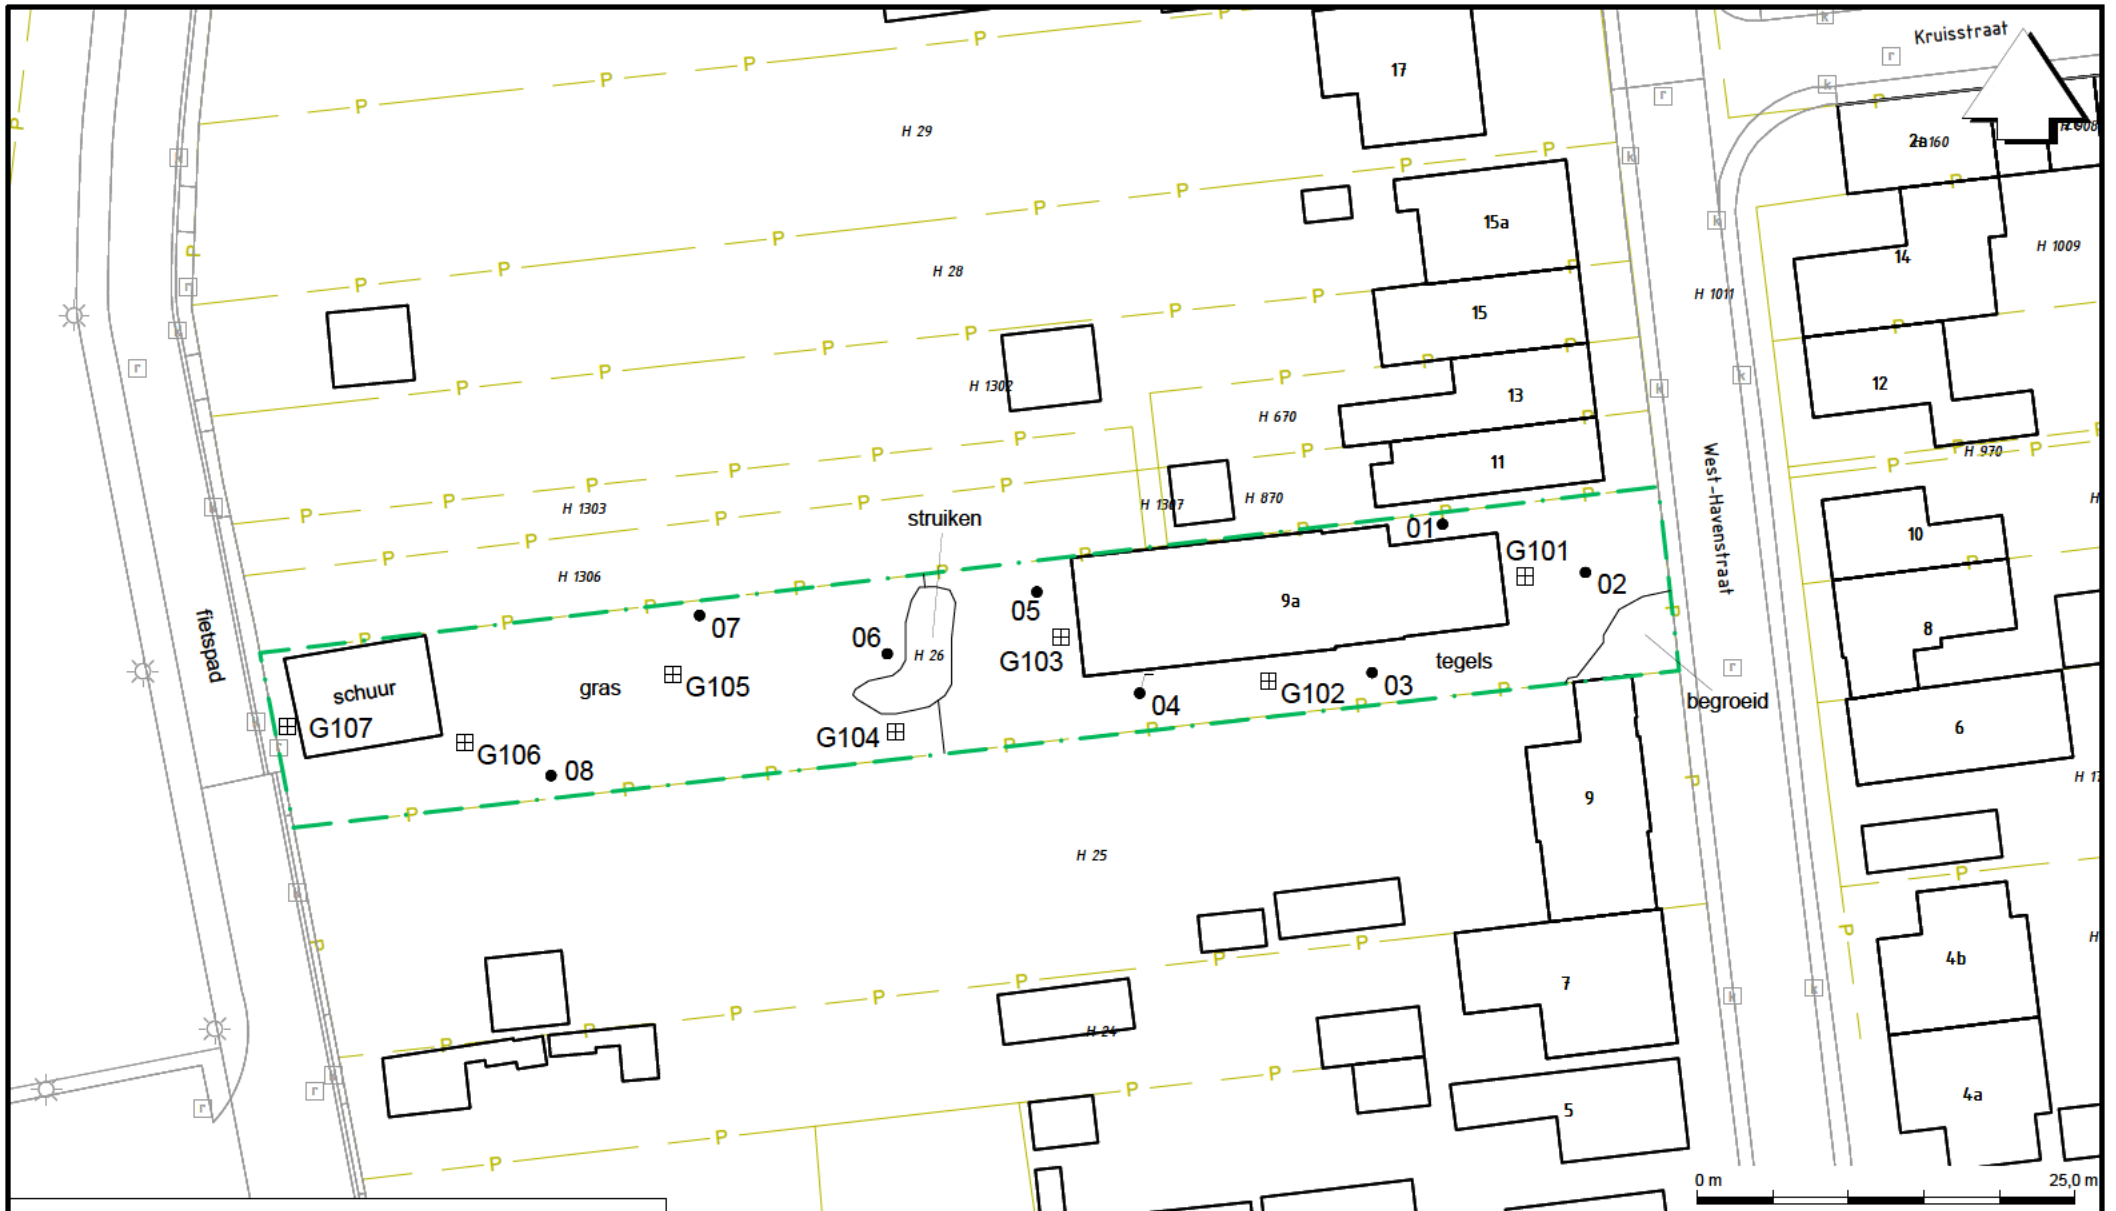 Kruisstraat
17
H 29
15a
14
H 1009
H 28
H 1011
15
12
H 1302
13
H 670
11
H 970
H 1303
struiken
H 1307
H 870
01
West-Havenstraat
10
G101
02
H 1306
05
9a
07
06
8
fietspad
H 26
G103
tegels
schuur
gras
G105
G102
03
begroeid
04
G107
G104
6
G106
08
9
H 25
4b
7
H 24
4a
5
0 m
25,0 m